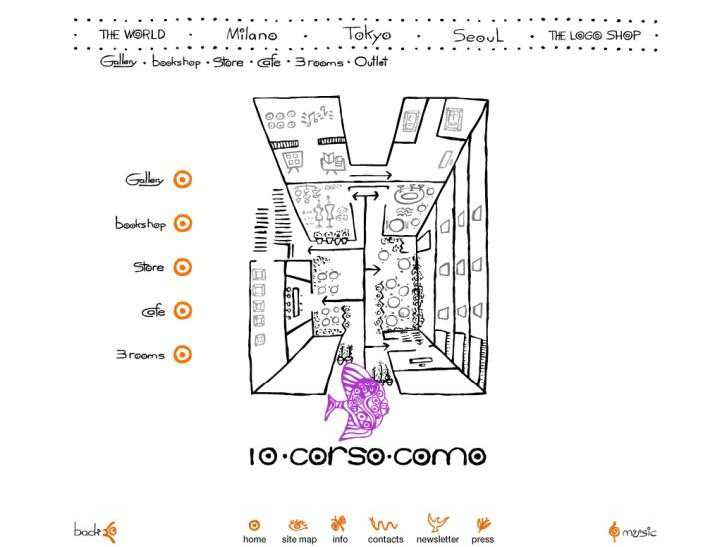 THE WORLD · Milano · Tokyo · Seoul · THE LOGO SHOP ·
Gallery · bookshop · Store · cafe · 3 rooms · Outlet
Gallery
bookshop
Store
cafe
3 rooms
10·corso·como
back
home site map info contacts newsletter press
music